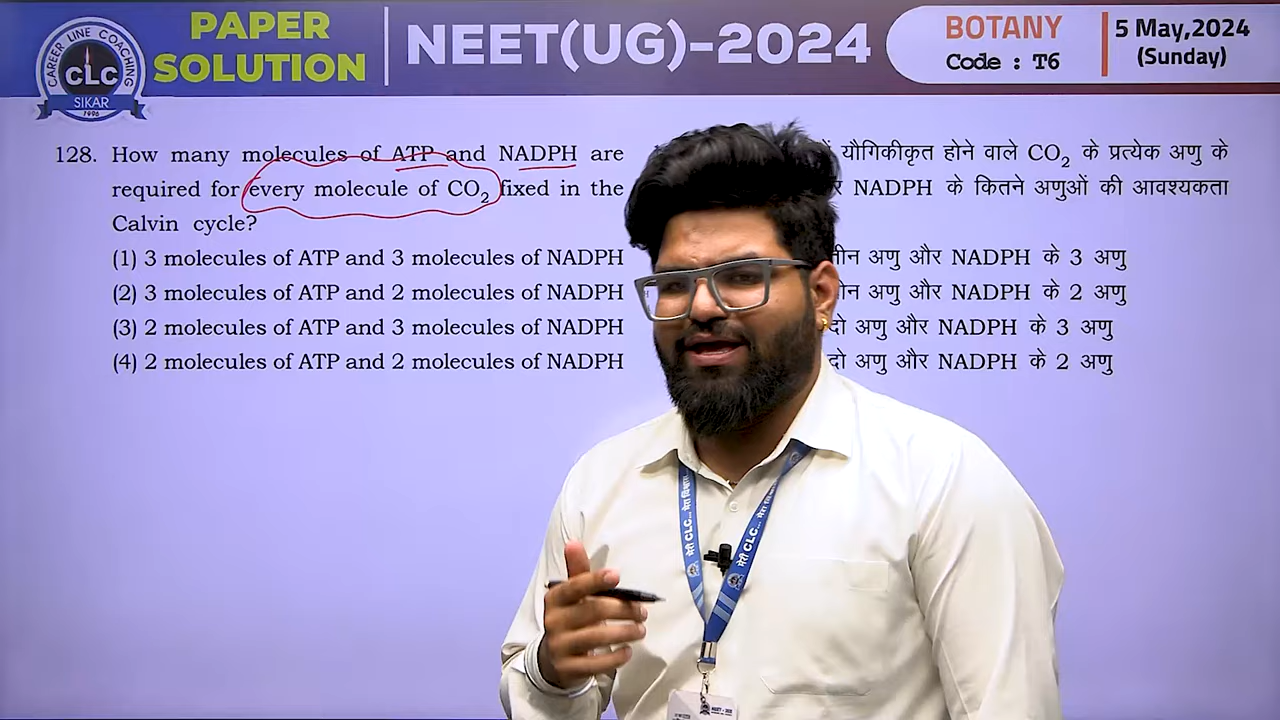 PAPER
SOLUTION
CAREER LINE COACHING
CLC
SIKAR
1996
NEET(UG)-2024
BOTANY
Code : T6
5 May,2024
(Sunday)
128. How many molecules of ATP and NADPH are
required for every molecule of CO₂ fixed in the
Calvin cycle?
(1) 3 molecules of ATP and 3 molecules of NADPH
(2) 3 molecules of ATP and 2 molecules of NADPH
(3) 2 molecules of ATP and 3 molecules of NADPH
(4) 2 molecules of ATP and 2 molecules of NADPH
यौगिकीकृत होने वाले CO₂ के प्रत्येक अणु के
NADPH के कितने अणुओं की आवश्यकता
अणु और NADPH के 3 अणु
अणु और NADPH के 2 अणु
दो अणु और NADPH के 3 अणु
दो अणु और NADPH के 2 अणु
मेरी CLC...
मेरी CLC...